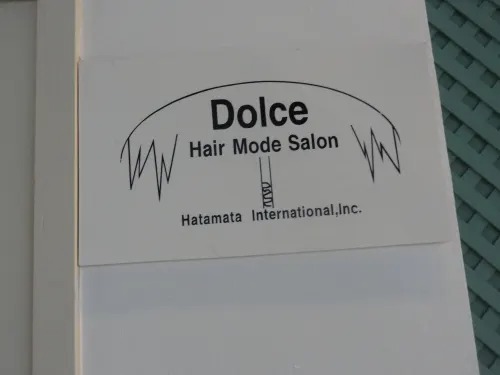 Dolce
Hair Mode Salon
Hatamata International,Inc.